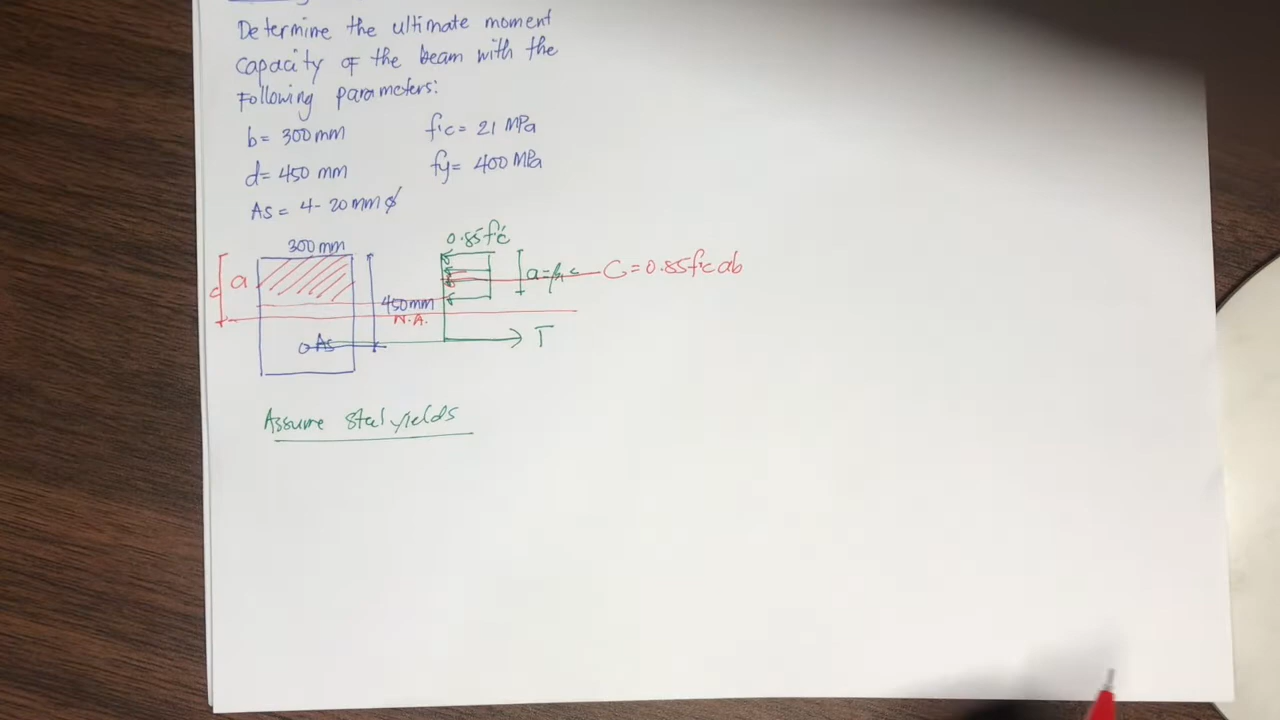 Determine the ultimate moment
capacity of the beam with the
Following parameters:
b = 300 mm
f'c = 21 MPa
d = 450 mm
fy = 400 MPa
As = 4 - 20 mm ϕ
300 mm
0.85f'c
a
c
C = 0.85f'c ab
450mm
N.A.
As
T
Assume steel yields